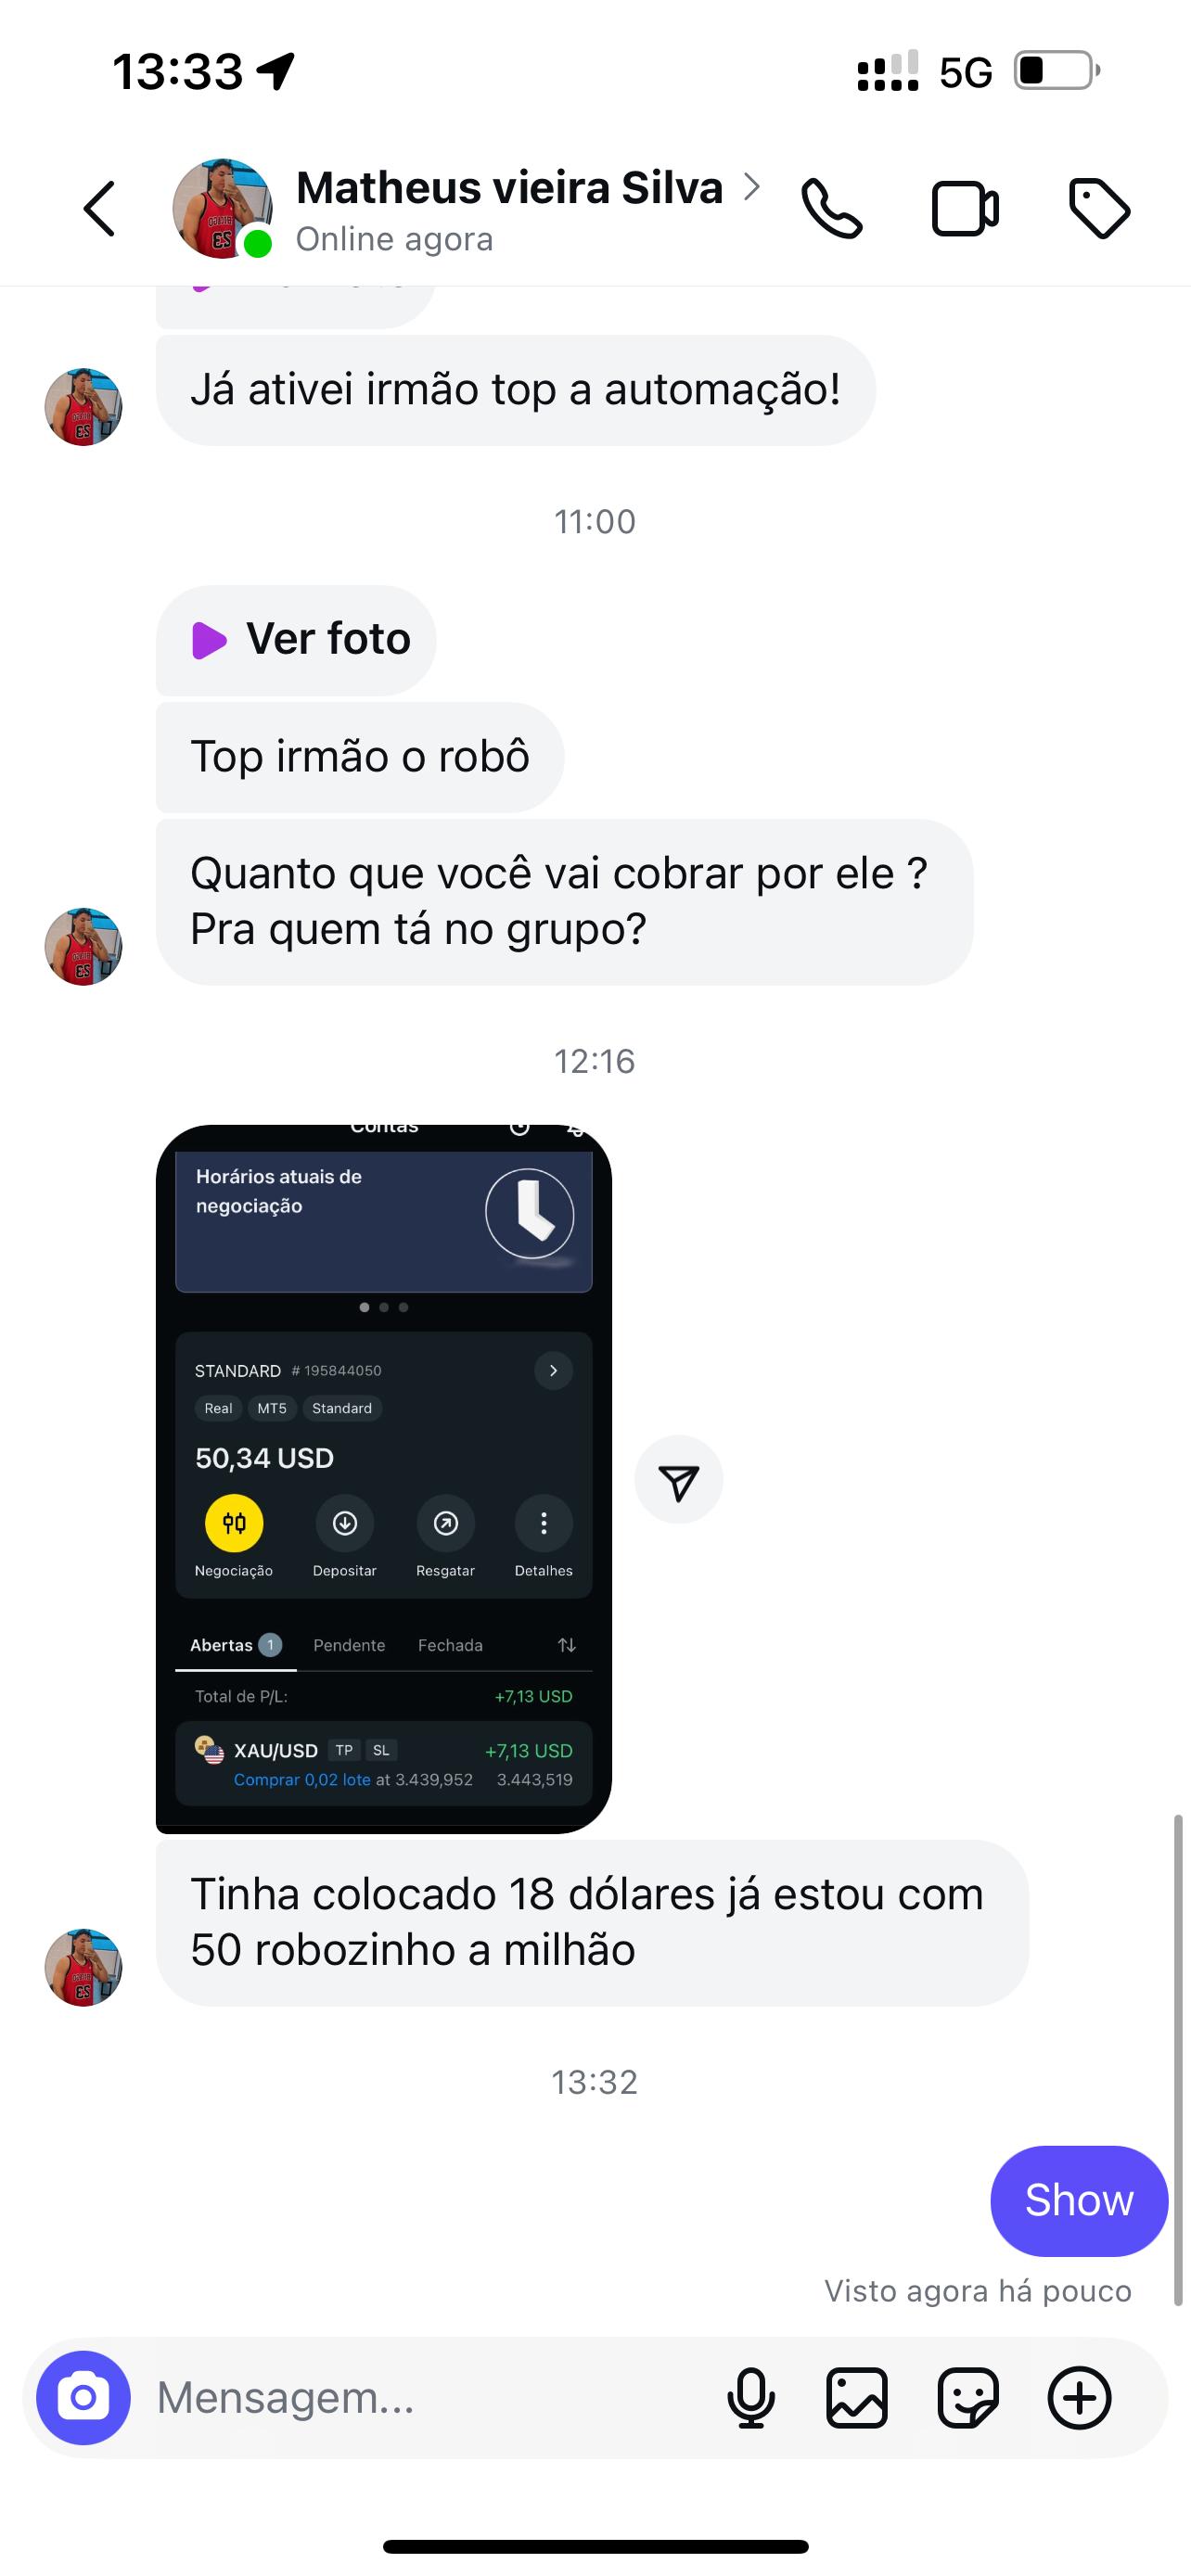 13:33
5G
Matheus vieira Silva
Online agora
Já ativei irmão top a automação!
11:00
Ver foto
Top irmão o robô
Quanto que você vai cobrar por ele ?
Pra quem tá no grupo?
12:16
Contas
Horários atuais de
negociação
STANDARD # 195844050
Real MT5 Standard
50,34 USD
Negociação Depositar Resgatar Detalhes
Abertas 1 Pendente Fechada
Total de P/L: +7,13 USD
XAU/USD TP SL +7,13 USD
Comprar 0,02 lote at 3.439,952 3.443,519
Tinha colocado 18 dólares já estou com
50 robozinho a milhão
13:32
Show
Visto agora há pouco
Mensagem...